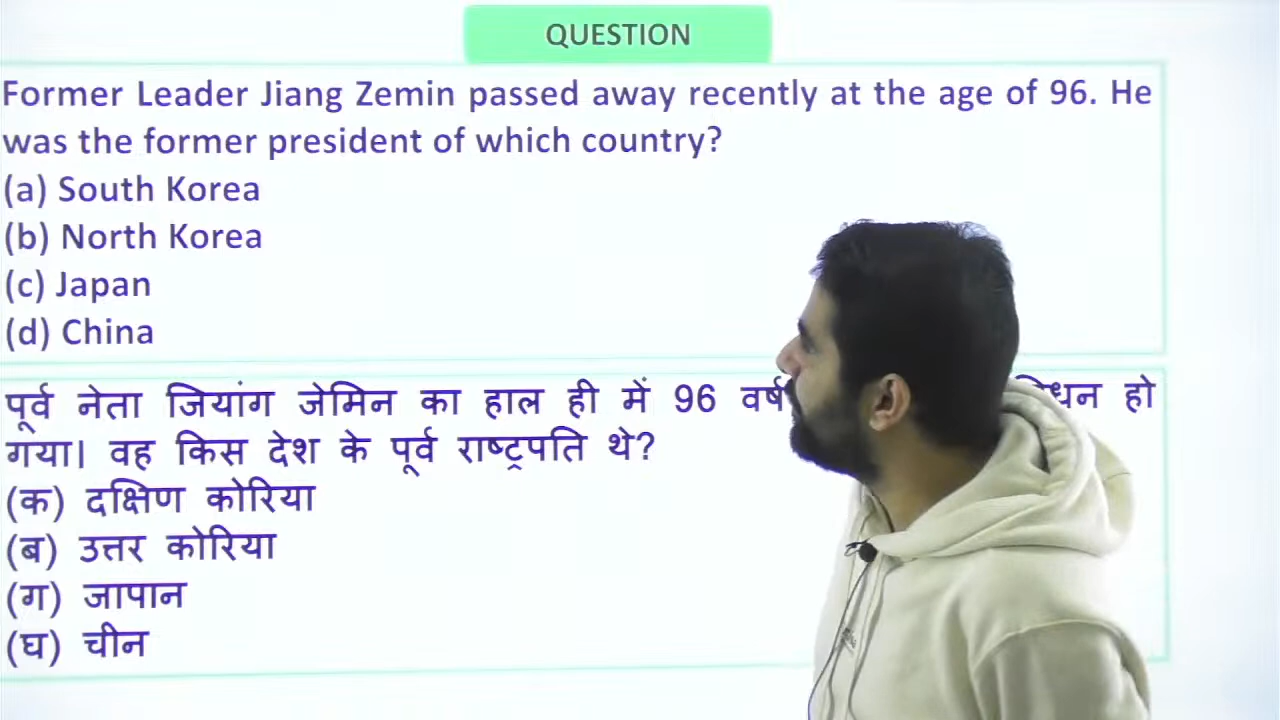 QUESTION
Former Leader Jiang Zemin passed away recently at the age of 96. He
was the former president of which country?
(a) South Korea
(b) North Korea
(c) Japan
(d) China
पूर्व नेता जियांग जेमिन का हाल ही में 96 हो
गया। वह किस देश के पूर्व राष्ट्रपति थे?
(क) दक्षिण कोरिया
(ब) उत्तर कोरिया
(ग) जापान
(घ) चीन